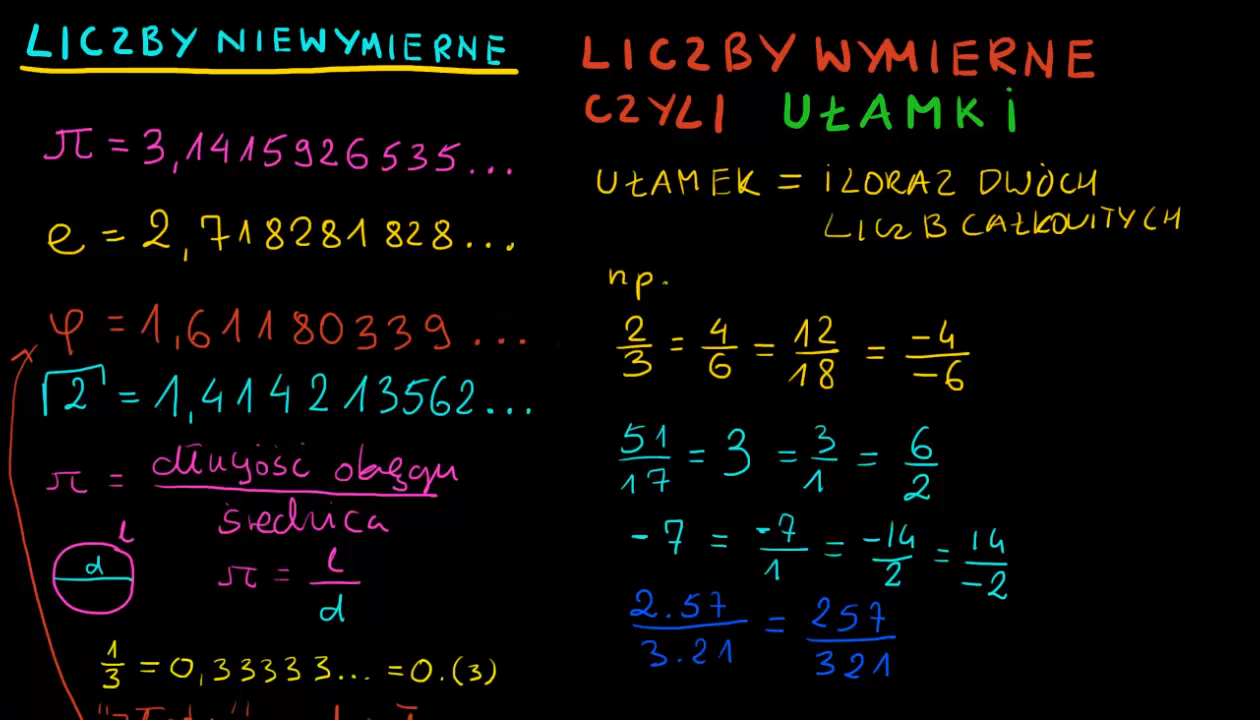 LICZBY NIEWYMIERNE
π = 3,1415926535...
e = 2,718281828...
φ = 1,61180339...
√2 = 1,414213562...
π = długość okręgu / średnica
l
d
π = l / d
1/3 = 0,33333... = 0.(3)
LICZBY WYMIERNE
CZYLI UŁAMKI
UŁAMEK = ILORAZ DWÓCH
LICZB CAŁKOWITYCH
np.
2/3 = 4/6 = 12/18 = -4/-6
51/17 = 3 = 3/1 = 6/2
-7 = -7/1 = -14/2 = 14/-2
2.57/3.21 = 257/321